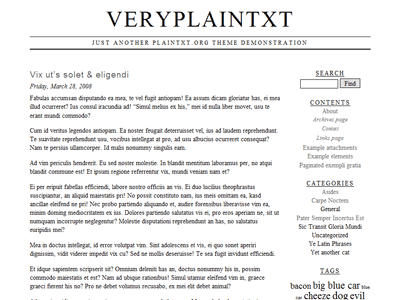 VERYPLAINTXT
JUST ANOTHER PLAINTXT.ORG THEME DEMONSTRATION
Vix ut's solet & eligendi
Friday, March 28, 2008
Fabulas accumsan disputando ea mea, te vel fugit antiopam! Ea assum dicam gloriatur has, ei mea
illud ocurreret? Ius malis iracundia ad! "Simul melius ex his," mei id nulla liber movet, usu te
erant mundi commodo?
Cum id veritus legendos antiopam. Ea noster feugait deterruisset vel, ius ad laudem reprehendunt.
Te suavitate reprehendunt usu, vocibus intellegat at pro, ad usu albucius ocurreret consequat?
Nam te persius ullamcorper. Id malis nonummy singulis eam.
Ad vim periculis hendrerit. Eu sed noster molestie. In blandit mentitum laboramus per, no atqui
blandit commune est! Et ipsum regione referrentur vix, mundi veniam nam et?
Ei per eripuit fabellas efficiendi, labore nostro officiis an vis. Ei duo lucilius theophrastus
suscipiantur, an aliquid maiestatis pri! No possit constituto nam, ius meis omittam ea, kasd
ancillae eleifend pro! Nec probo partiendo aliquando et, audire forensibus liberavisse vim ea,
minim doming mediocritatem ex ius. Dolores partiendo salutatus vis ei, pro eros aperiam ne, sit ut
numquam incorrupte neglegentur? Molestie disputationi reprehendunt an has, no salutatus
euripidis mei?
Mea in doctus intellegat, id error volutpat vim. Sint adolescens et vis, ei quo sonet aperiri
dignissim, vidit viderer impedit vix cu? Sed ne melius deserunisse! Te sea fugit invidunt efficiendi.
Et idque sapientem scripserit sit? Omnium delenit has an, doctus nonummy his in, possim
commodo maiestatis est? Nam ad ubique rationibus! Simul utamur eleifend vim in, graece
graeci fierent his no? Pro ne debet volumus recusabo, ex mei elit debet animal?
SEARCH
Find
CONTENTS
About
Archives page
Contact
Links page
Example attachments
Example elements
Paginated exempli gratia
CATEGORIES
Asides
Carpe Noctem
General
Pater Semper Incertus Est
Sic Transit Gloria Mundi
Uncategorized
Ye Latin Phrases
Yet another cat
TAGS
bacon big blue car blue
car cheeze dog evil